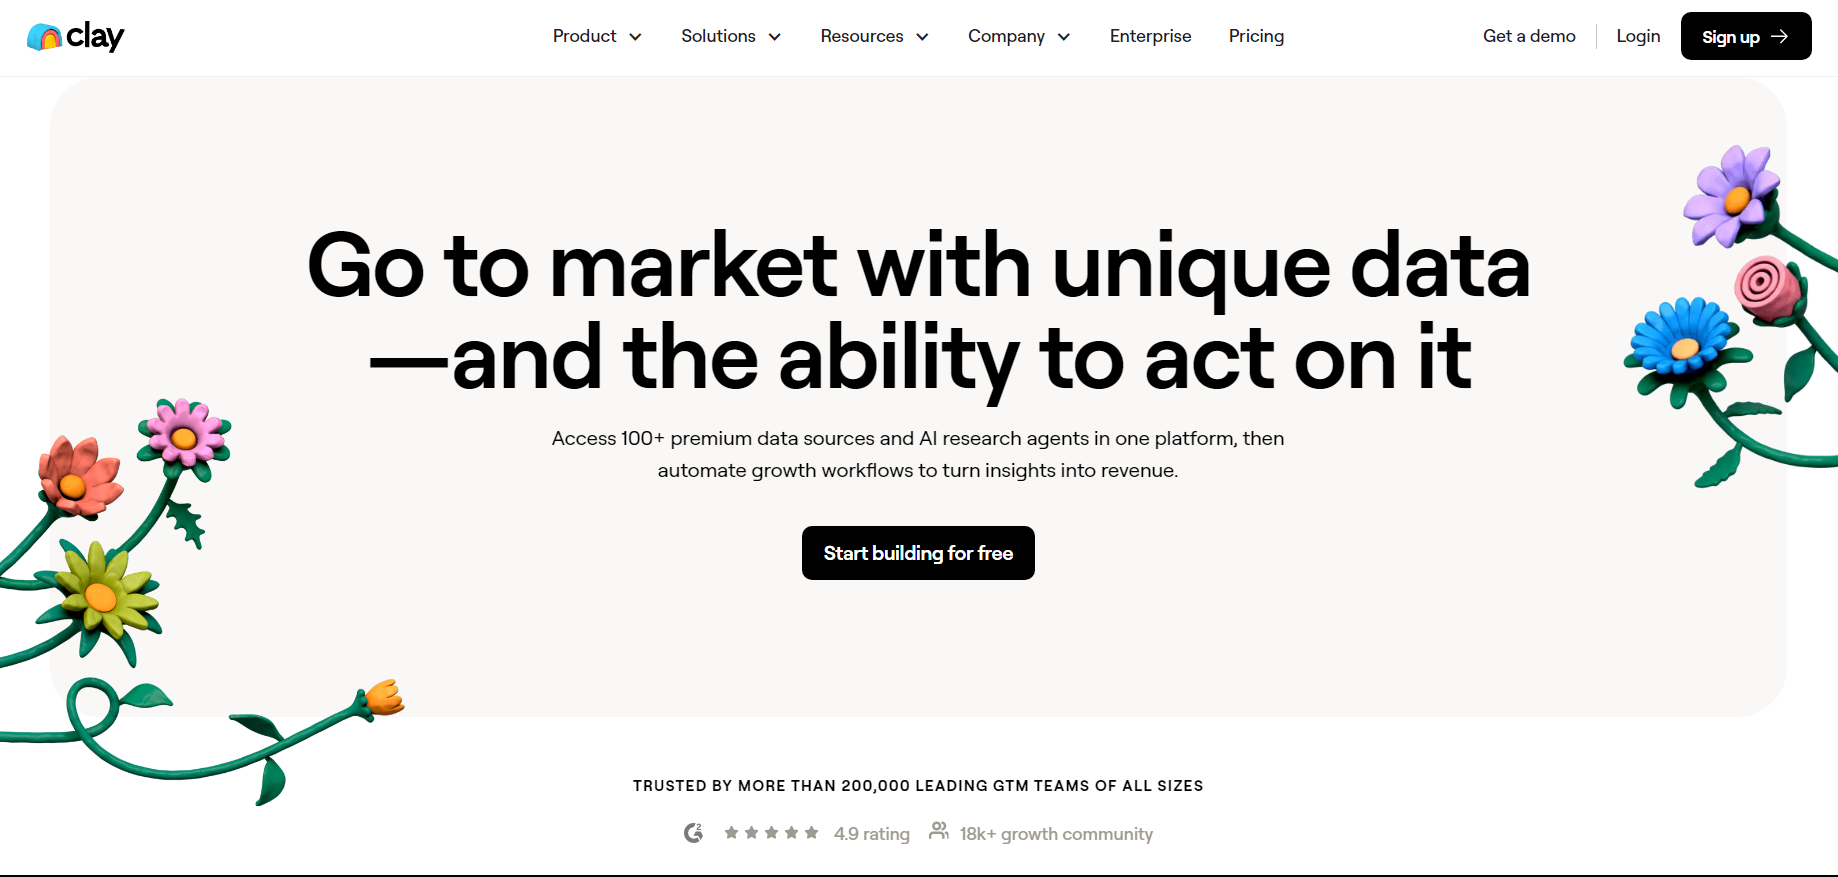 clay
Product
Solutions
Resources
Company
Enterprise
Pricing
Get a demo
Login
Sign up
Go to market with unique data
—and the ability to act on it
Access 100+ premium data sources and AI research agents in one platform, then
automate growth workflows to turn insights into revenue.
Start building for free
TRUSTED BY MORE THAN 200,000 LEADING GTM TEAMS OF ALL SIZES
G2
4.9 rating
18k+ growth community